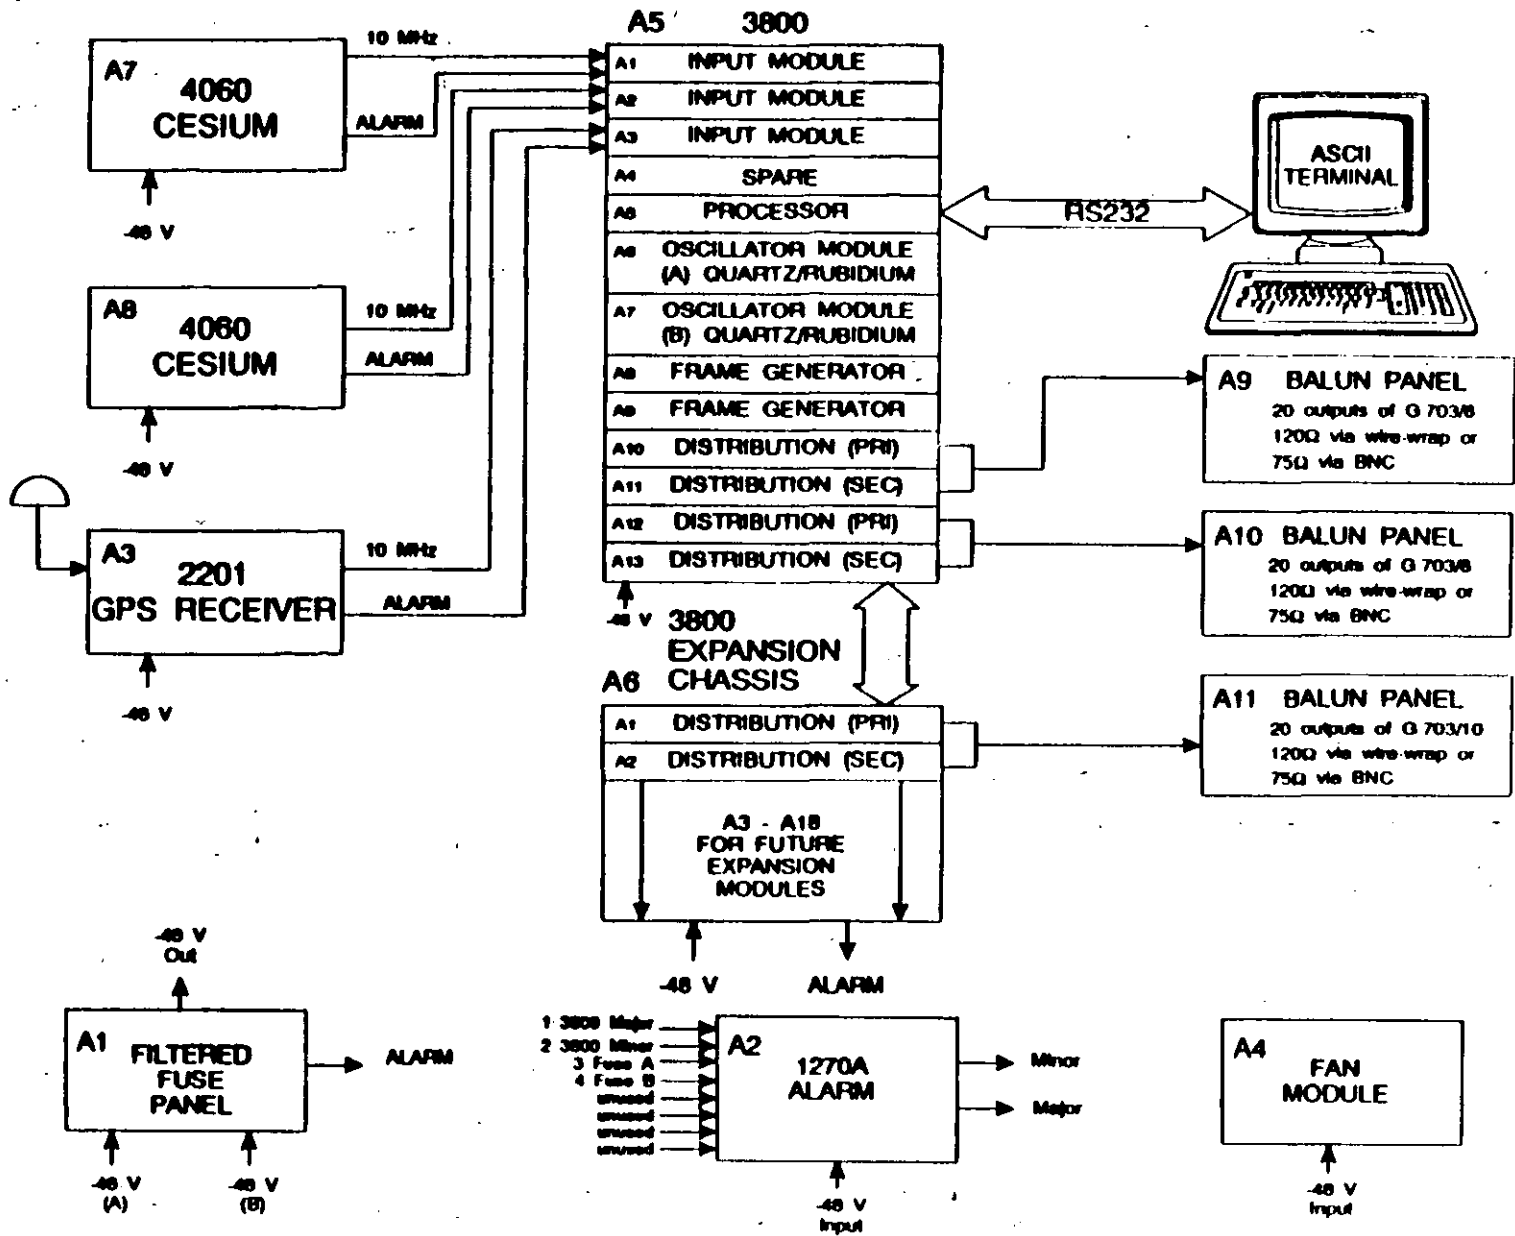 A5 3800
A7
4060
CESIUM
10 MHz
ALARM
-48 V
A8
4060
CESIUM
10 MHz
ALARM
-48 V
A3
2201
GPS RECEIVER
10 MHz
ALARM
-48 V
A1 INPUT MODULE
A2 INPUT MODULE
A3 INPUT MODULE
A4 SPARE
A5 PROCESSOR
A6 OSCILLATOR MODULE
(A) QUARTZ/RUBIDIUM
A7 OSCILLATOR MODULE
(B) QUARTZ/RUBIDIUM
A8 FRAME GENERATOR
A9 FRAME GENERATOR
A10 DISTRIBUTION (PRI)
A11 DISTRIBUTION (SEC)
A12 DISTRIBUTION (PRI)
A13 DISTRIBUTION (SEC)
-48 V
RS232
ASCII
TERMINAL
A9 BALUN PANEL
20 outputs of G 703/6
120Ω via wire-wrap or
75Ω via BNC
A10 BALUN PANEL
20 outputs of G 703/6
120Ω via wire-wrap or
75Ω via BNC
3800
EXPANSION
CHASSIS
A6
A1 DISTRIBUTION (PRI)
A2 DISTRIBUTION (SEC)
A3 - A18
FOR FUTURE
EXPANSION
MODULES
-48 V
ALARM
A11 BALUN PANEL
20 outputs of G 703/10
120Ω via wire-wrap or
75Ω via BNC
-48 V
Out
A1
FILTERED
FUSE
PANEL
ALARM
-48 V
(A)
-48 V
(B)
1 3800 Major
2 3800 Minor
3 Fuse A
4 Fuse B
unused
unused
unused
unused
A2
1270A
ALARM
Minor
Major
-48 V
Input
A4
FAN
MODULE
-48 V
Input